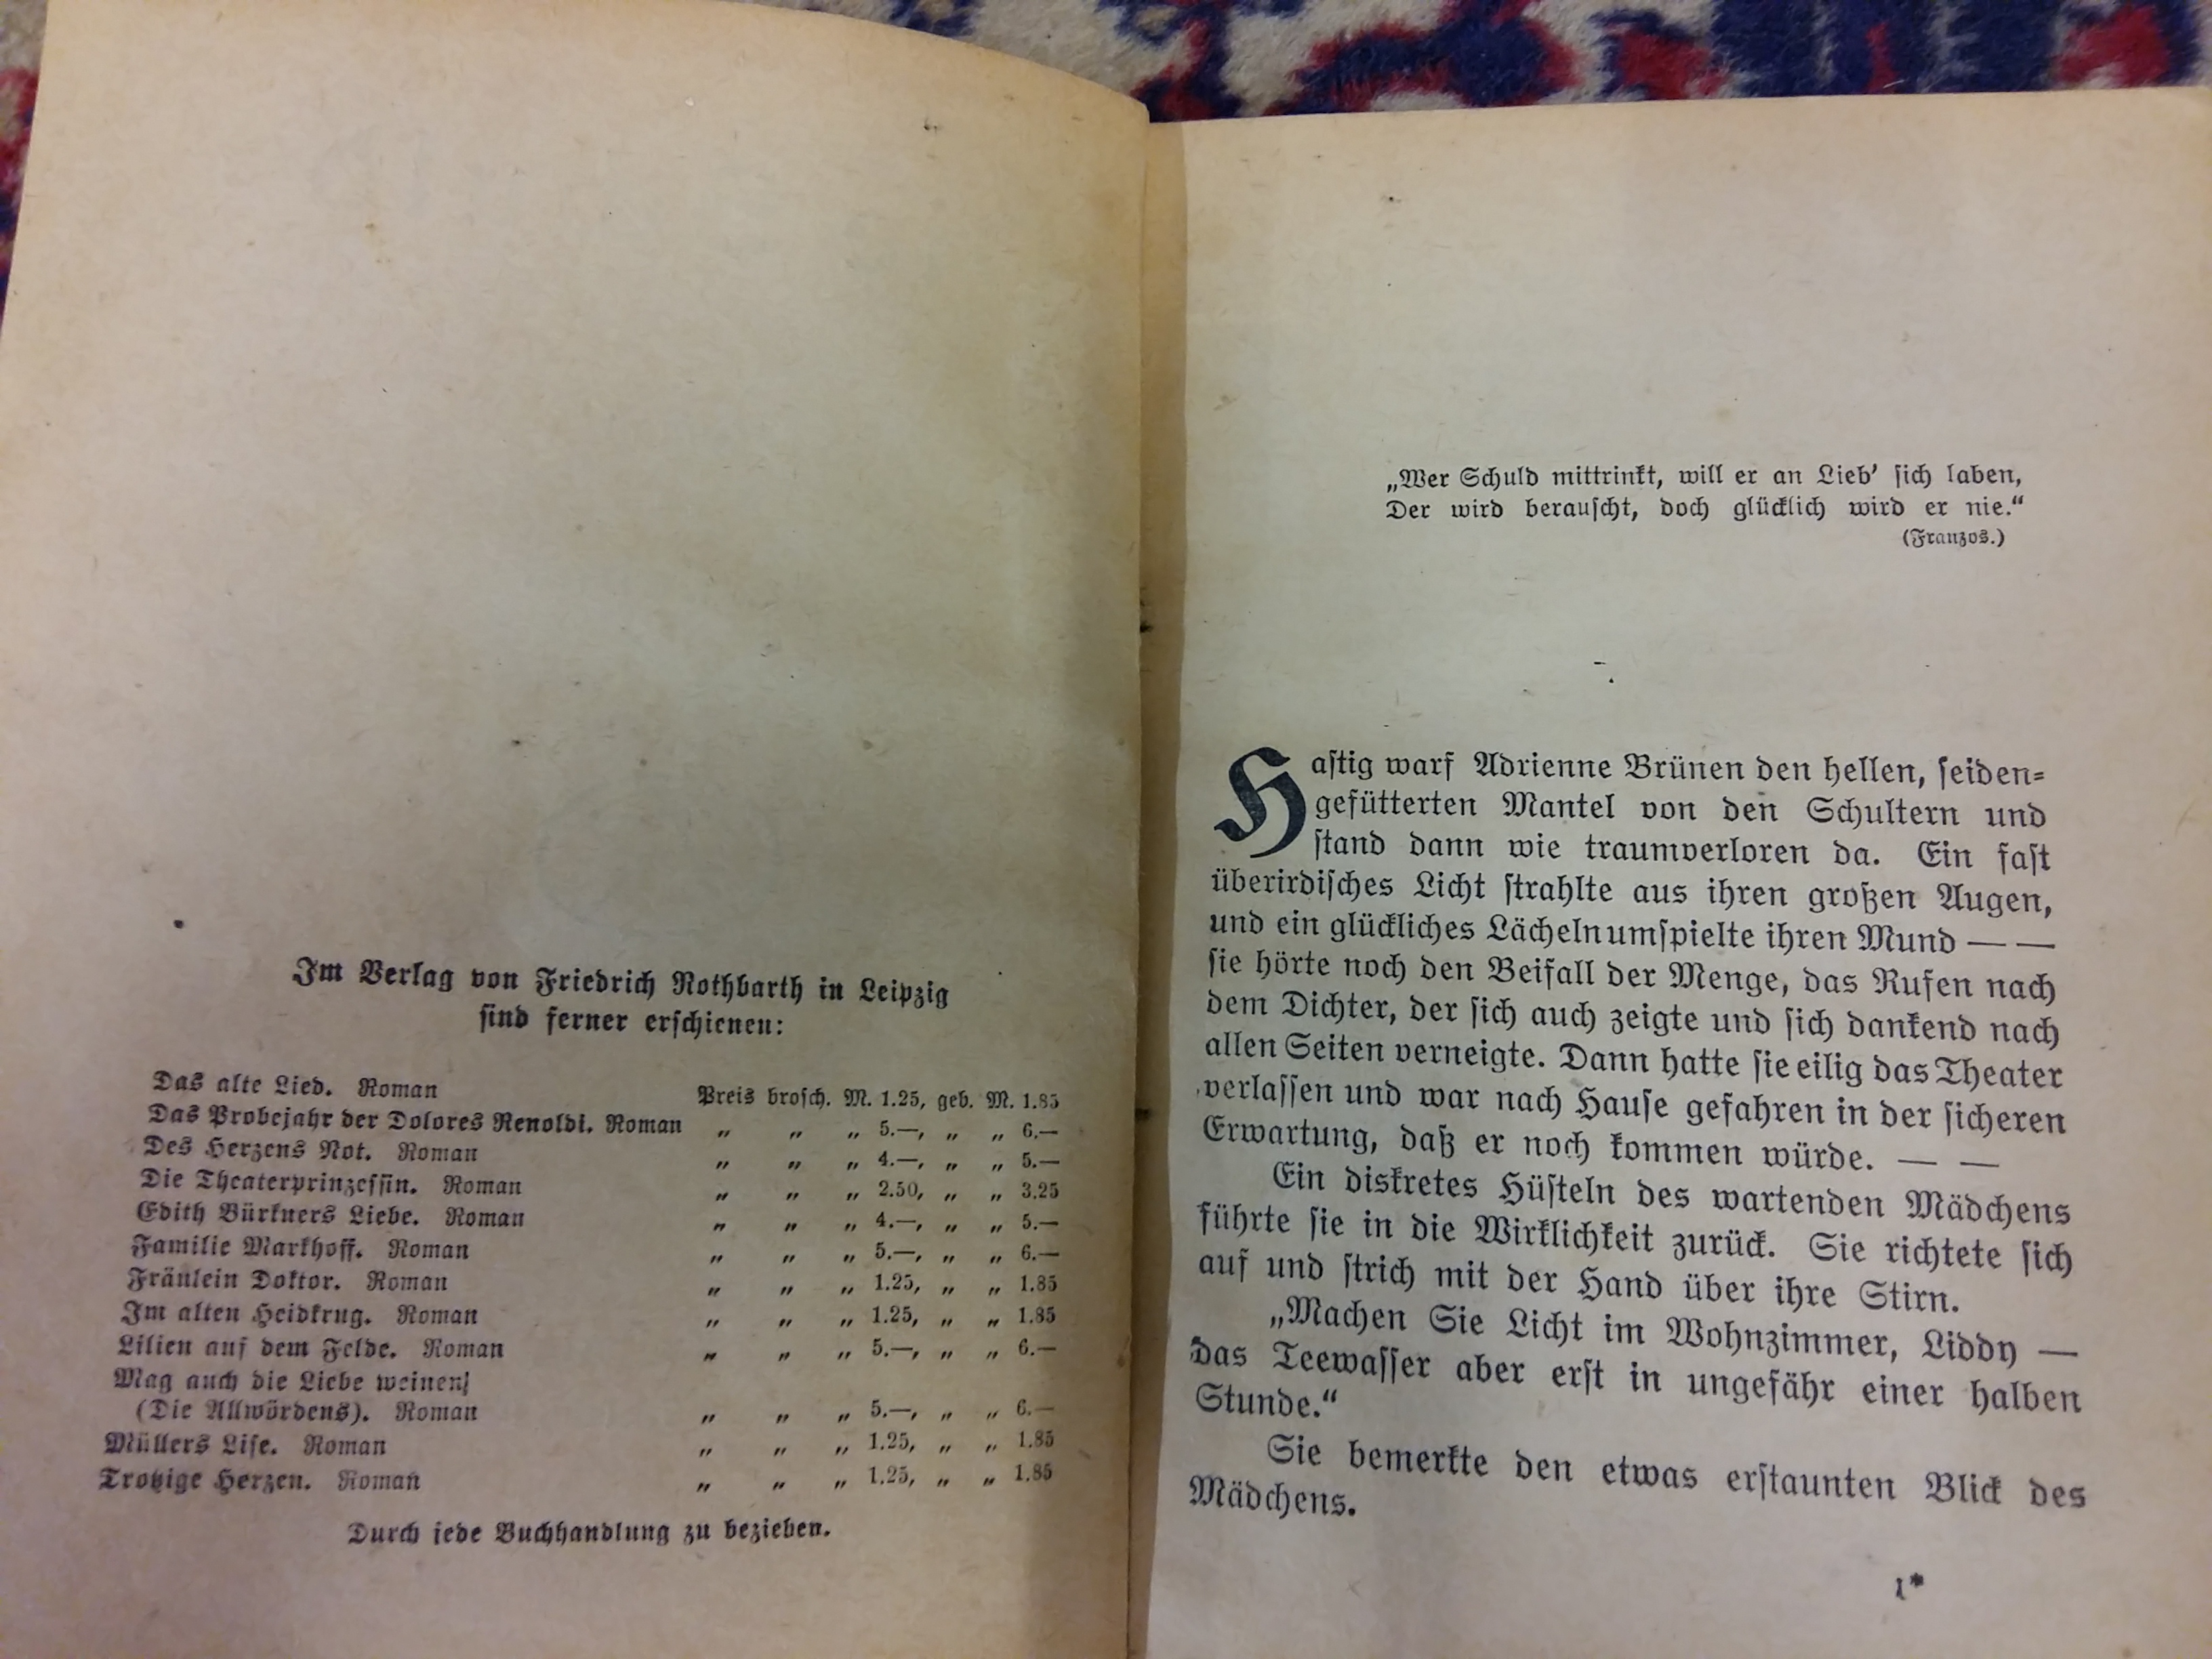 Im Verlag von Friedrich Rothbarth in Leipzig
sind ferner erschienen:
Das alte Lied. Roman Preis brosch. M. 1.25, geb. M. 1.85
Das Probejahr der Dolores Renoldi. Roman „ „ „ 5.—, „ „ 6.—
Des Herzens Not. Roman „ „ „ 4.—, „ „ 5.—
Die Theaterprinzessin. Roman „ „ „ 2.50, „ „ 3.25
Edith Bürkners Liebe. Roman „ „ „ 4.—, „ „ 5.—
Familie Markhoff. Roman „ „ „ 5.—, „ „ 6.—
Fräulein Doktor. Roman „ „ „ 1.25, „ „ 1.85
Im alten Heidkrug. Roman „ „ „ 1.25, „ „ 1.85
Lilien auf dem Felde. Roman „ „ „ 5.—, „ „ 6.—
Mag auch die Liebe weinen!
(Die Allwördens). Roman „ „ „ 5.—, „ „ 6.—
Müllers Lise. Roman „ „ „ 1.25, „ „ 1.85
Trotzige Herzen. Roman „ „ „ 1.25, „ „ 1.85
Durch jede Buchhandlung zu beziehen.
„Wer Schuld mittrinkt, will er an Lieb' sich laben,
Der wird berauscht, doch glücklich wird er nie.“
(Franzos.)
Hastig warf Adrienne Brünen den hellen, seiden-
gefütterten Mantel von den Schultern und
stand dann wie traumverloren da. Ein fast
überirdisches Licht strahlte aus ihren großen Augen,
und ein glückliches Lächeln umspielte ihren Mund — —
sie hörte noch den Beifall der Menge, das Rufen nach
dem Dichter, der sich auch zeigte und sich dankend nach
allen Seiten verneigte. Dann hatte sie eilig das Theater
verlassen und war nach Hause gefahren in der sicheren
Erwartung, daß er noch kommen würde. — —
Ein diskretes Hüsteln des wartenden Mädchens
führte sie in die Wirklichkeit zurück. Sie richtete sich
auf und strich mit der Hand über ihre Stirn.
„Machen Sie Licht im Wohnzimmer, Liddy —
das Teewasser aber erst in ungefähr einer halben
Stunde.“
Sie bemerkte den etwas erstaunten Blick des
Mädchens.
1*